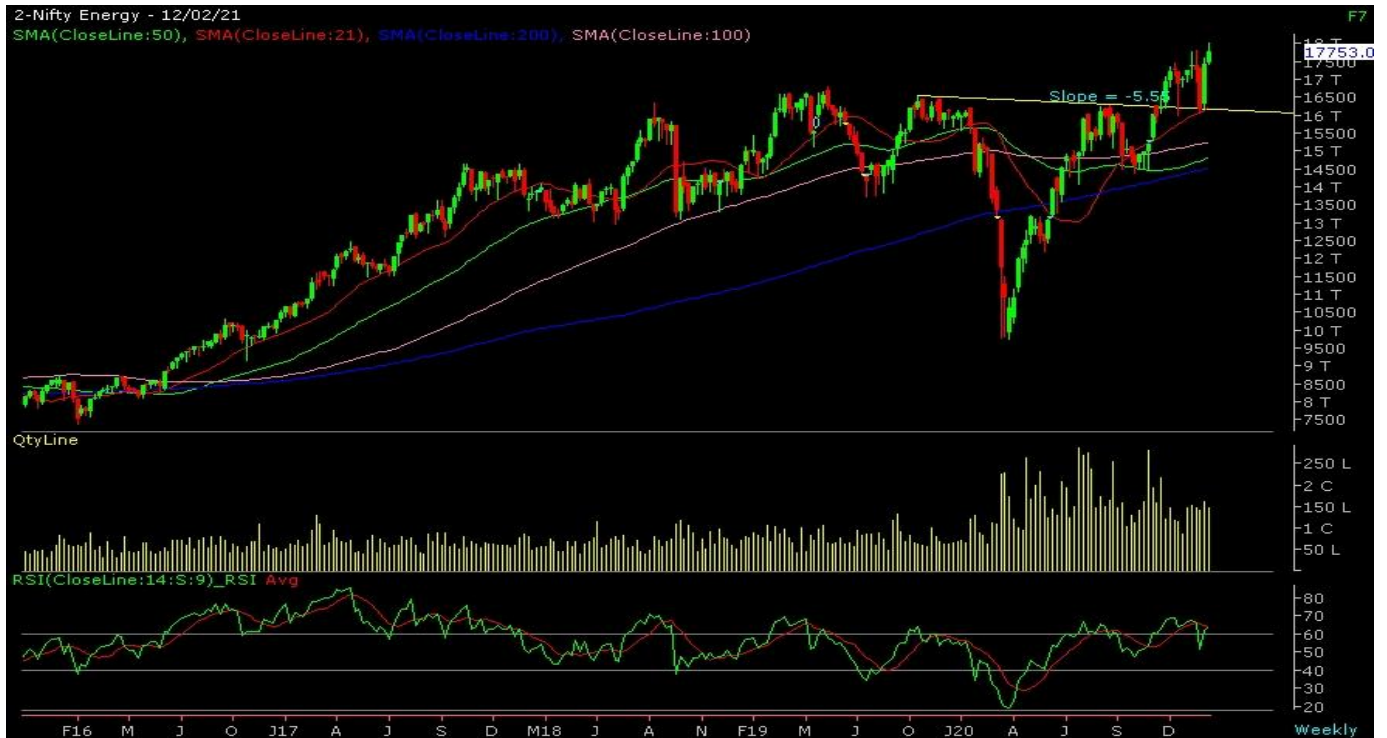 2-Nifty Energy - 12/02/21
F7
SMA(CloseLine:50), SMA(CloseLine:21), SMA(CloseLine:200), SMA(CloseLine:100)
18 T
17753.0
17500
17 T
Slope = -5.55
16500
16 T
15500
15 T
14500
14 T
13500
13 T
12500
12 T
11500
11 T
10500
10 T
9500
9 T
8500
8 T
7500
QtyLine
250 L
2 C
150 L
1 C
50 L
RSI(CloseLine:14:S:9)_RSI Avg
80
70
60
50
40
30
20
F16 M J O J17 A J S D M18 J A N F19 M J O J20 A J S D
Weekly